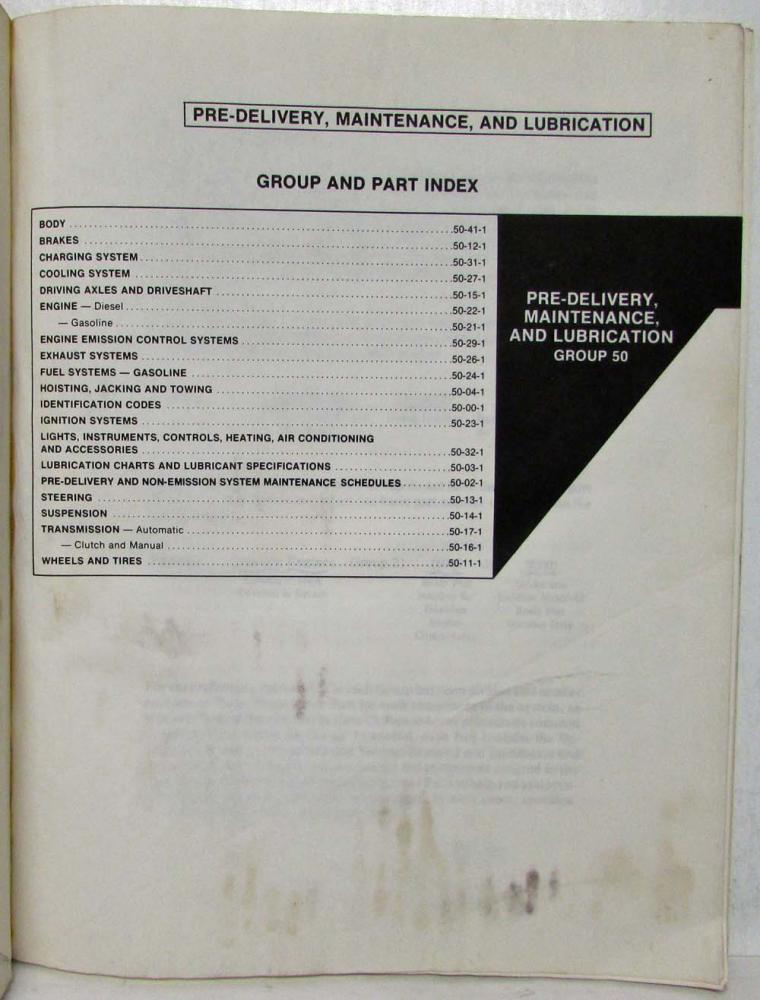 PRE-DELIVERY, MAINTENANCE, AND LUBRICATION
GROUP AND PART INDEX
BODY ........ 50-41-1
BRAKES ........ 50-12-1
CHARGING SYSTEM ........ 50-31-1
COOLING SYSTEM ........ 50-27-1
DRIVING AXLES AND DRIVESHAFT ........ 50-15-1
ENGINE — Diesel ........ 50-22-1
— Gasoline ........ 50-21-1
ENGINE EMISSION CONTROL SYSTEMS ........ 50-29-1
EXHAUST SYSTEMS ........ 50-26-1
FUEL SYSTEMS — GASOLINE ........ 50-24-1
HOISTING, JACKING AND TOWING ........ 50-04-1
IDENTIFICATION CODES ........ 50-00-1
IGNITION SYSTEMS ........ 50-23-1
LIGHTS, INSTRUMENTS, CONTROLS, HEATING, AIR CONDITIONING
AND ACCESSORIES ........ 50-32-1
LUBRICATION CHARTS AND LUBRICANT SPECIFICATIONS ........ 50-03-1
PRE-DELIVERY AND NON-EMISSION SYSTEM MAINTENANCE SCHEDULES ........ 50-02-1
STEERING ........ 50-13-1
SUSPENSION ........ 50-14-1
TRANSMISSION — Automatic ........ 50-17-1
— Clutch and Manual ........ 50-16-1
WHEELS AND TIRES ........ 50-11-1
PRE-DELIVERY,
MAINTENANCE,
AND LUBRICATION
GROUP 50